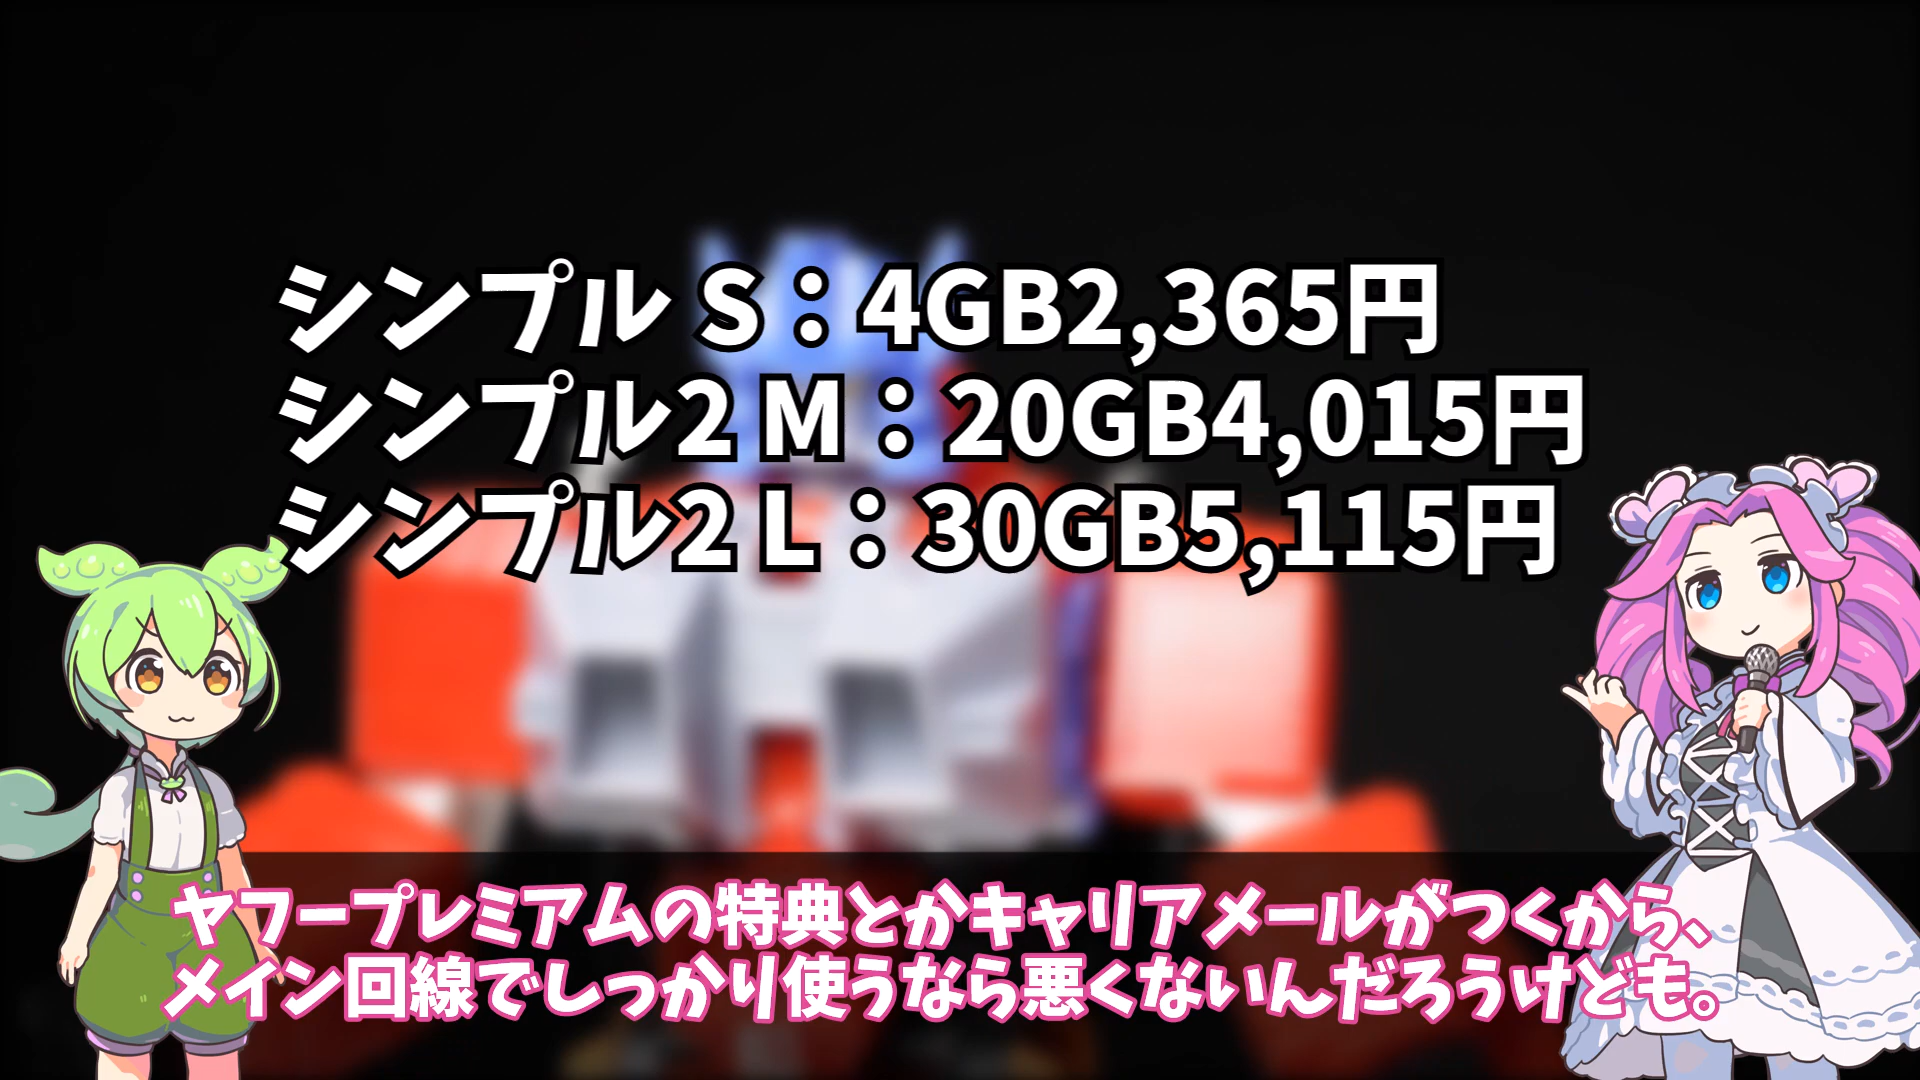 シンプル S：4GB2,365円
シンプル2 M：20GB4,015円
シンプル2 L：30GB5,115円
ヤフープレミアムの特典とかキャリアメールがつくから、
メイン回線でしっかり使うなら悪くないんだろうけども。